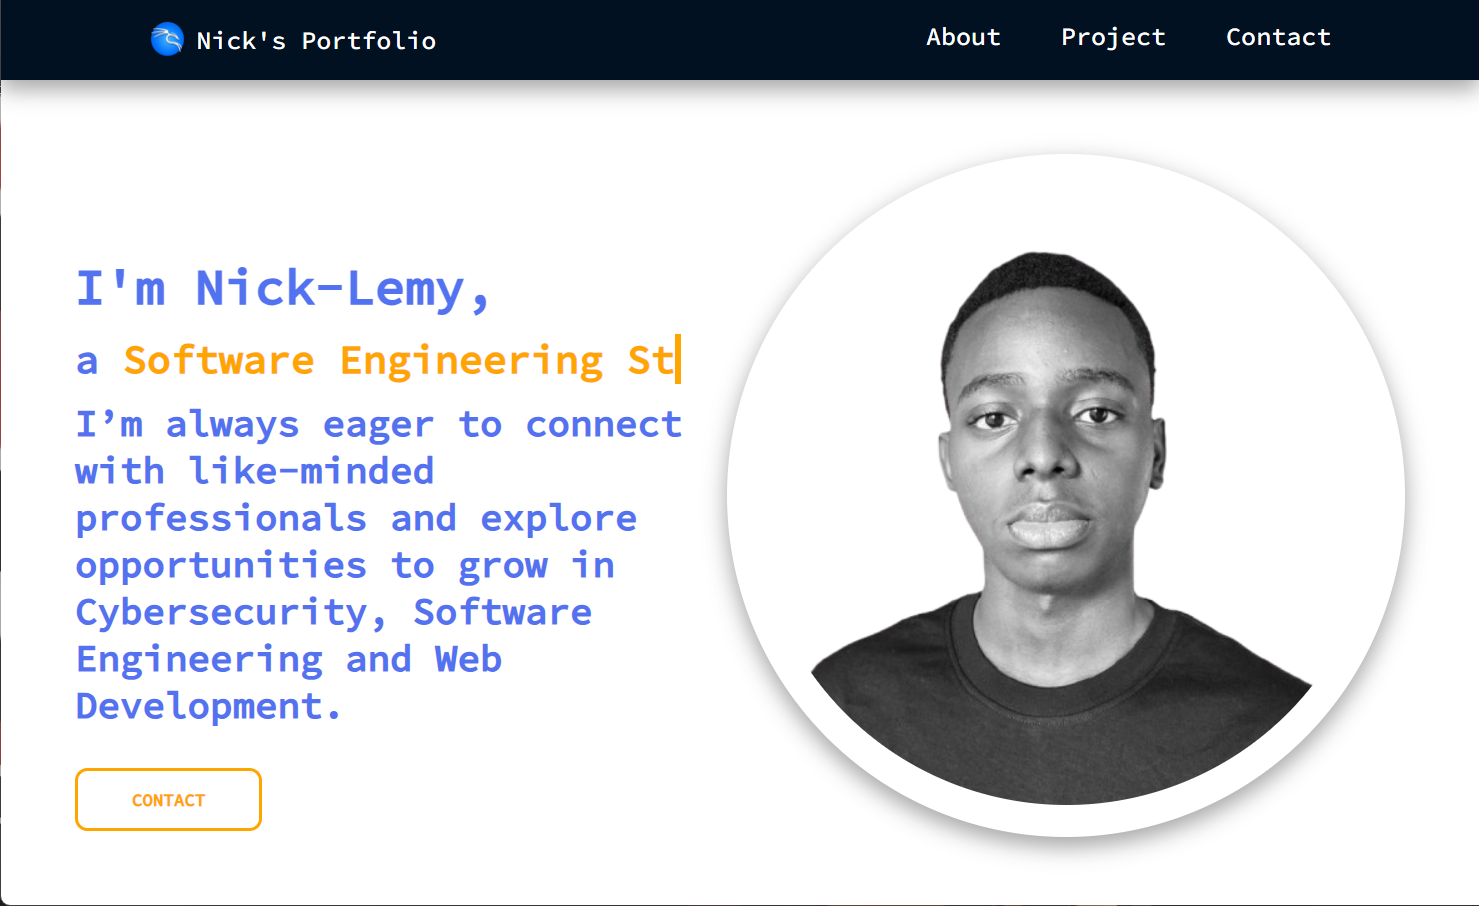 Nick's Portfolio
About Project Contact
I'm Nick-Lemy,
a Software Engineering St
I’m always eager to connect
with like-minded
professionals and explore
opportunities to grow in
Cybersecurity, Software
Engineering and Web
Development.
CONTACT